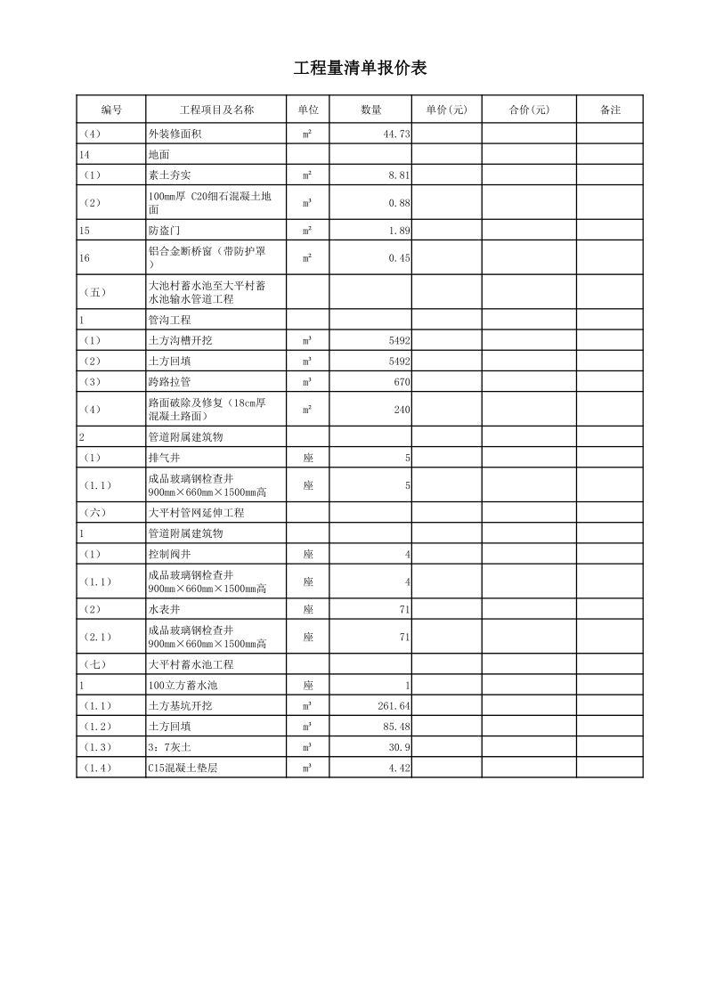 工程量清单报价表
编号 工程项目及名称 单位 数量 单价(元) 合价(元) 备注
（4） 外装修面积 m² 44.73
14 地面
（1） 素土夯实 m² 8.81
（2） 100mm厚 C20细石混凝土地
面 m³ 0.88
15 防盗门 m² 1.89
16 铝合金断桥窗（带防护罩
） m² 0.45
（五） 大池村蓄水池至大平村蓄
水池输水管道工程
1 管沟工程
（1） 土方沟槽开挖 m³ 5492
（2） 土方回填 m³ 5492
（3） 跨路拉管 m³ 670
（4） 路面破除及修复（18cm厚
混凝土路面） m² 240
2 管道附属建筑物
（1） 排气井 座 5
（1.1） 成品玻璃钢检查井
900mm×660mm×1500mm高 座 5
（六） 大平村管网延伸工程
1 管道附属建筑物
（1） 控制阀井 座 4
（1.1） 成品玻璃钢检查井
900mm×660mm×1500mm高 座 4
（2） 水表井 座 71
（2.1） 成品玻璃钢检查井
900mm×660mm×1500mm高 座 71
（七） 大平村蓄水池工程
1 100立方蓄水池 座 1
（1.1） 土方基坑开挖 m³ 261.64
（1.2） 土方回填 m³ 85.48
（1.3） 3：7灰土 m³ 30.9
（1.4） C15混凝土垫层 m³ 4.42